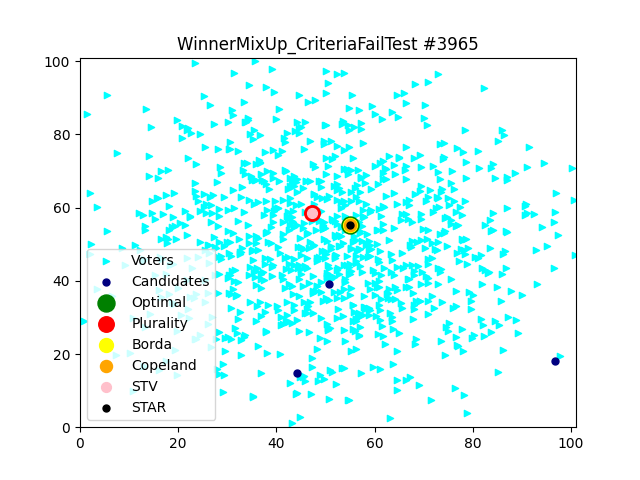 WinnerMixUp_CriteriaFailTest #3965
100
80
60
40
20
0
0 20 40 60 80 100
Voters
Candidates
Optimal
Plurality
Borda
Copeland
STV
STAR